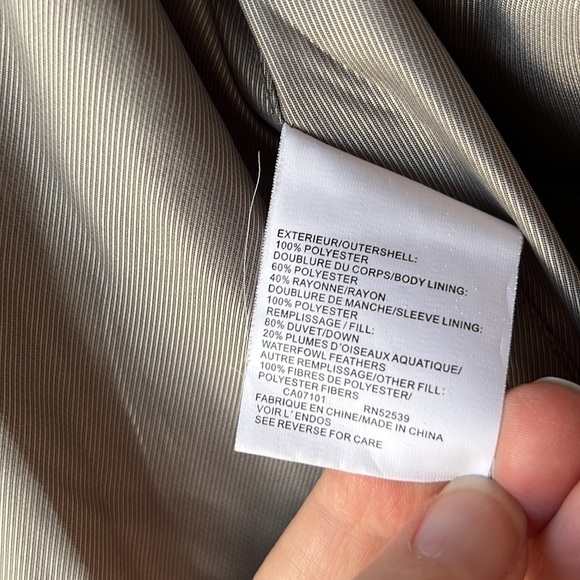 EXTERIEUR/OUTERSHELL:
100% POLYESTER
DOUBLURE DU CORPS/BODY LINING:
60% POLYESTER
40% RAYONNE/RAYON
DOUBLURE DE MANCHE/SLEEVE LINING:
100% POLYESTER
REMPLISSAGE / FILL:
80% DUVET/DOWN
20% PLUMES D'OISEAUX AQUATIQUE/
WATERFOWL FEATHERS
AUTRE REMPLISSAGE/OTHER FILL:
100% FIBRES DE POLYESTER/
POLYESTER FIBERS
CA07101 RN52539
FABRIQUE EN CHINE/MADE IN CHINA
VOIR L' ENDOS
SEE REVERSE FOR CARE